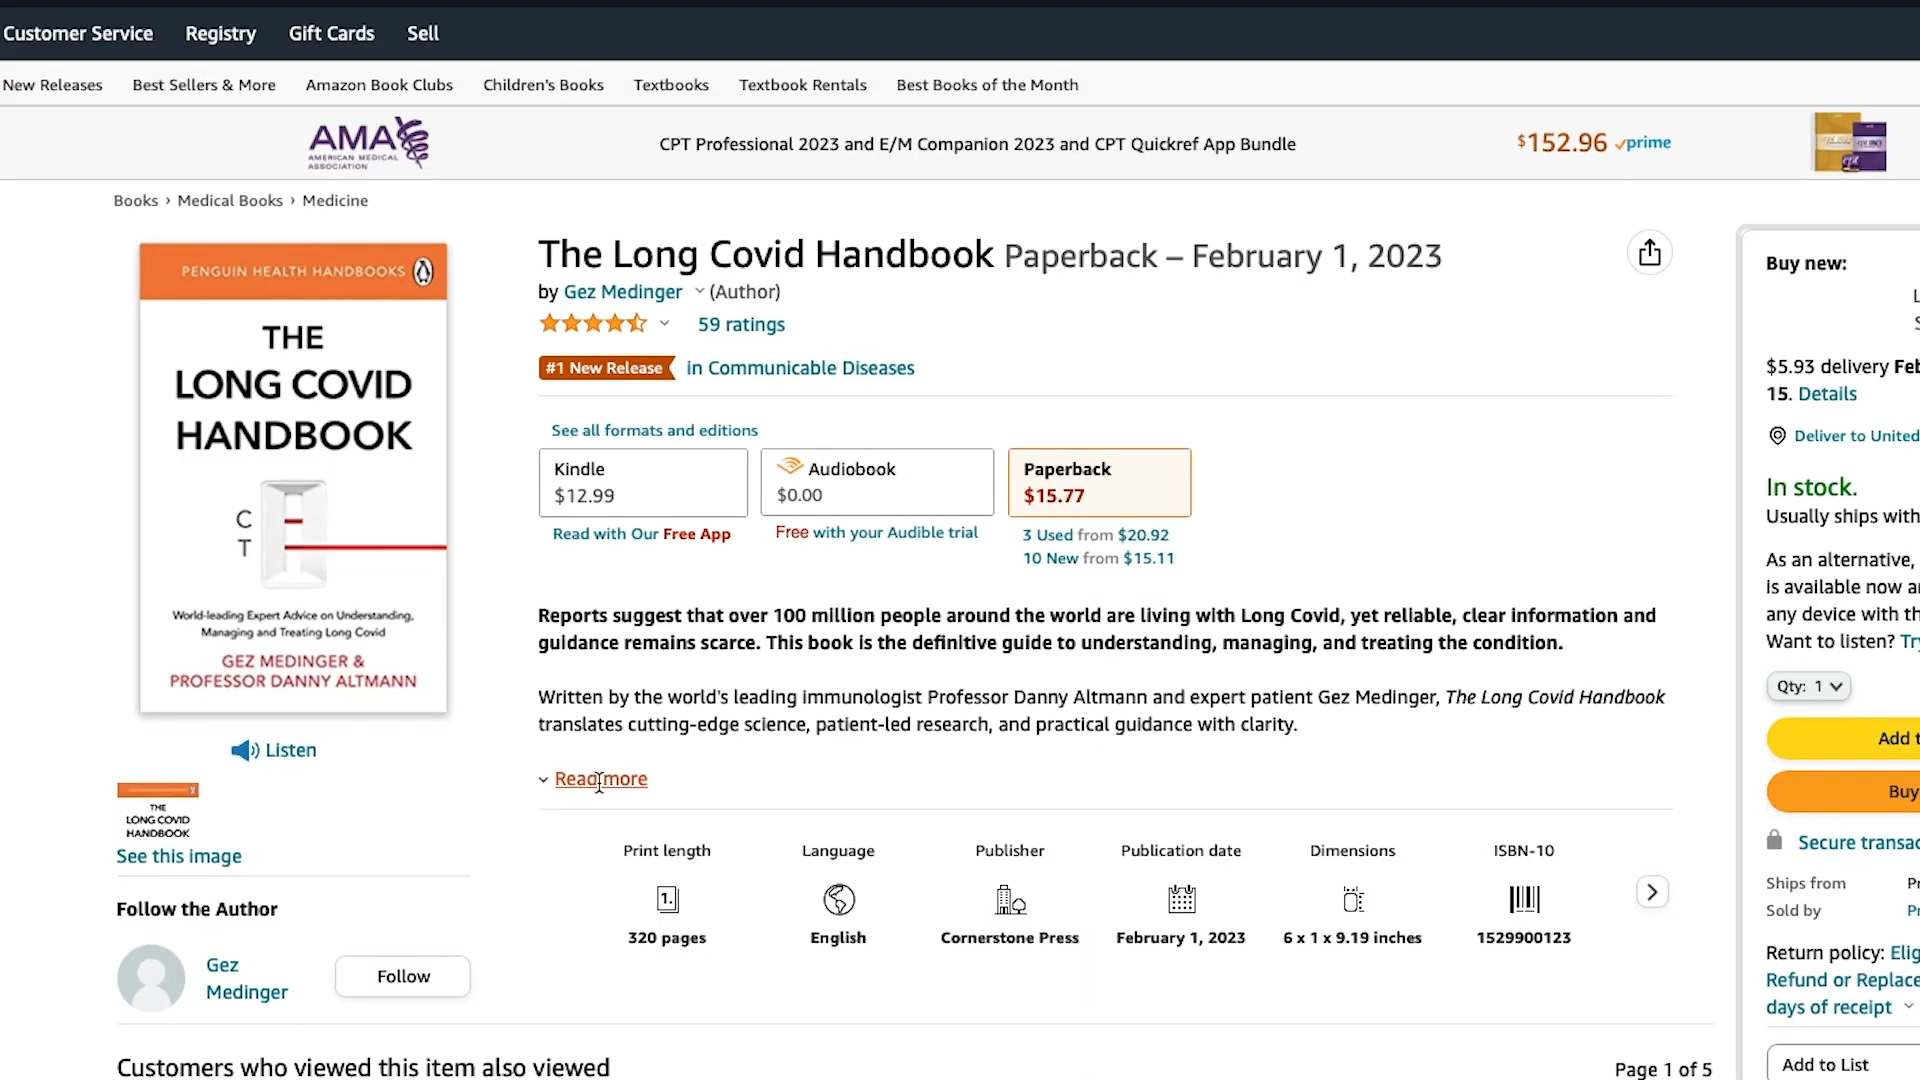 Customer Service Registry Gift Cards Sell
New Releases Best Sellers & More Amazon Book Clubs Children's Books Textbooks Textbook Rentals Best Books of the Month
AMA
AMERICAN MEDICAL
ASSOCIATION
CPT Professional 2023 and E/M Companion 2023 and CPT Quickref App Bundle
$152.96 prime
Books › Medical Books › Medicine
PENGUIN HEALTH HANDBOOKS
THE
LONG COVID
HANDBOOK
C
T
World-leading Expert Advice on Understanding,
Managing and Treating Long Covid
GEZ MEDINGER &
PROFESSOR DANNY ALTMANN
Listen
THE
LONG COVID
HANDBOOK
See this image
Follow the Author
Gez
Medinger
Follow
The Long Covid Handbook Paperback – February 1, 2023
by Gez Medinger (Author)
59 ratings
#1 New Release in Communicable Diseases
See all formats and editions
Kindle
$12.99
Read with Our Free App
Audiobook
$0.00
Free with your Audible trial
Paperback
$15.77
3 Used from $20.92
10 New from $15.11
Reports suggest that over 100 million people around the world are living with Long Covid, yet reliable, clear information and
guidance remains scarce. This book is the definitive guide to understanding, managing, and treating the condition.
Written by the world's leading immunologist Professor Danny Altmann and expert patient Gez Medinger, The Long Covid Handbook
translates cutting-edge science, patient-led research, and practical guidance with clarity.
Read more
Print length
1.
320 pages
Language
English
Publisher
Cornerstone Press
Publication date
February 1, 2023
Dimensions
6 x 1 x 9.19 inches
ISBN-10
1529900123
Buy new:
$5.93 delivery Feb
15. Details
Deliver to United
In stock.
Usually ships with
As an alternative,
is available now a
any device with th
Want to listen? Try
Qty: 1
Add t
Buy
Secure transac
Ships from
Sold by
Return policy: Elig
Refund or Replace
days of receipt
Add to List
Customers who viewed this item also viewed
Page 1 of 5